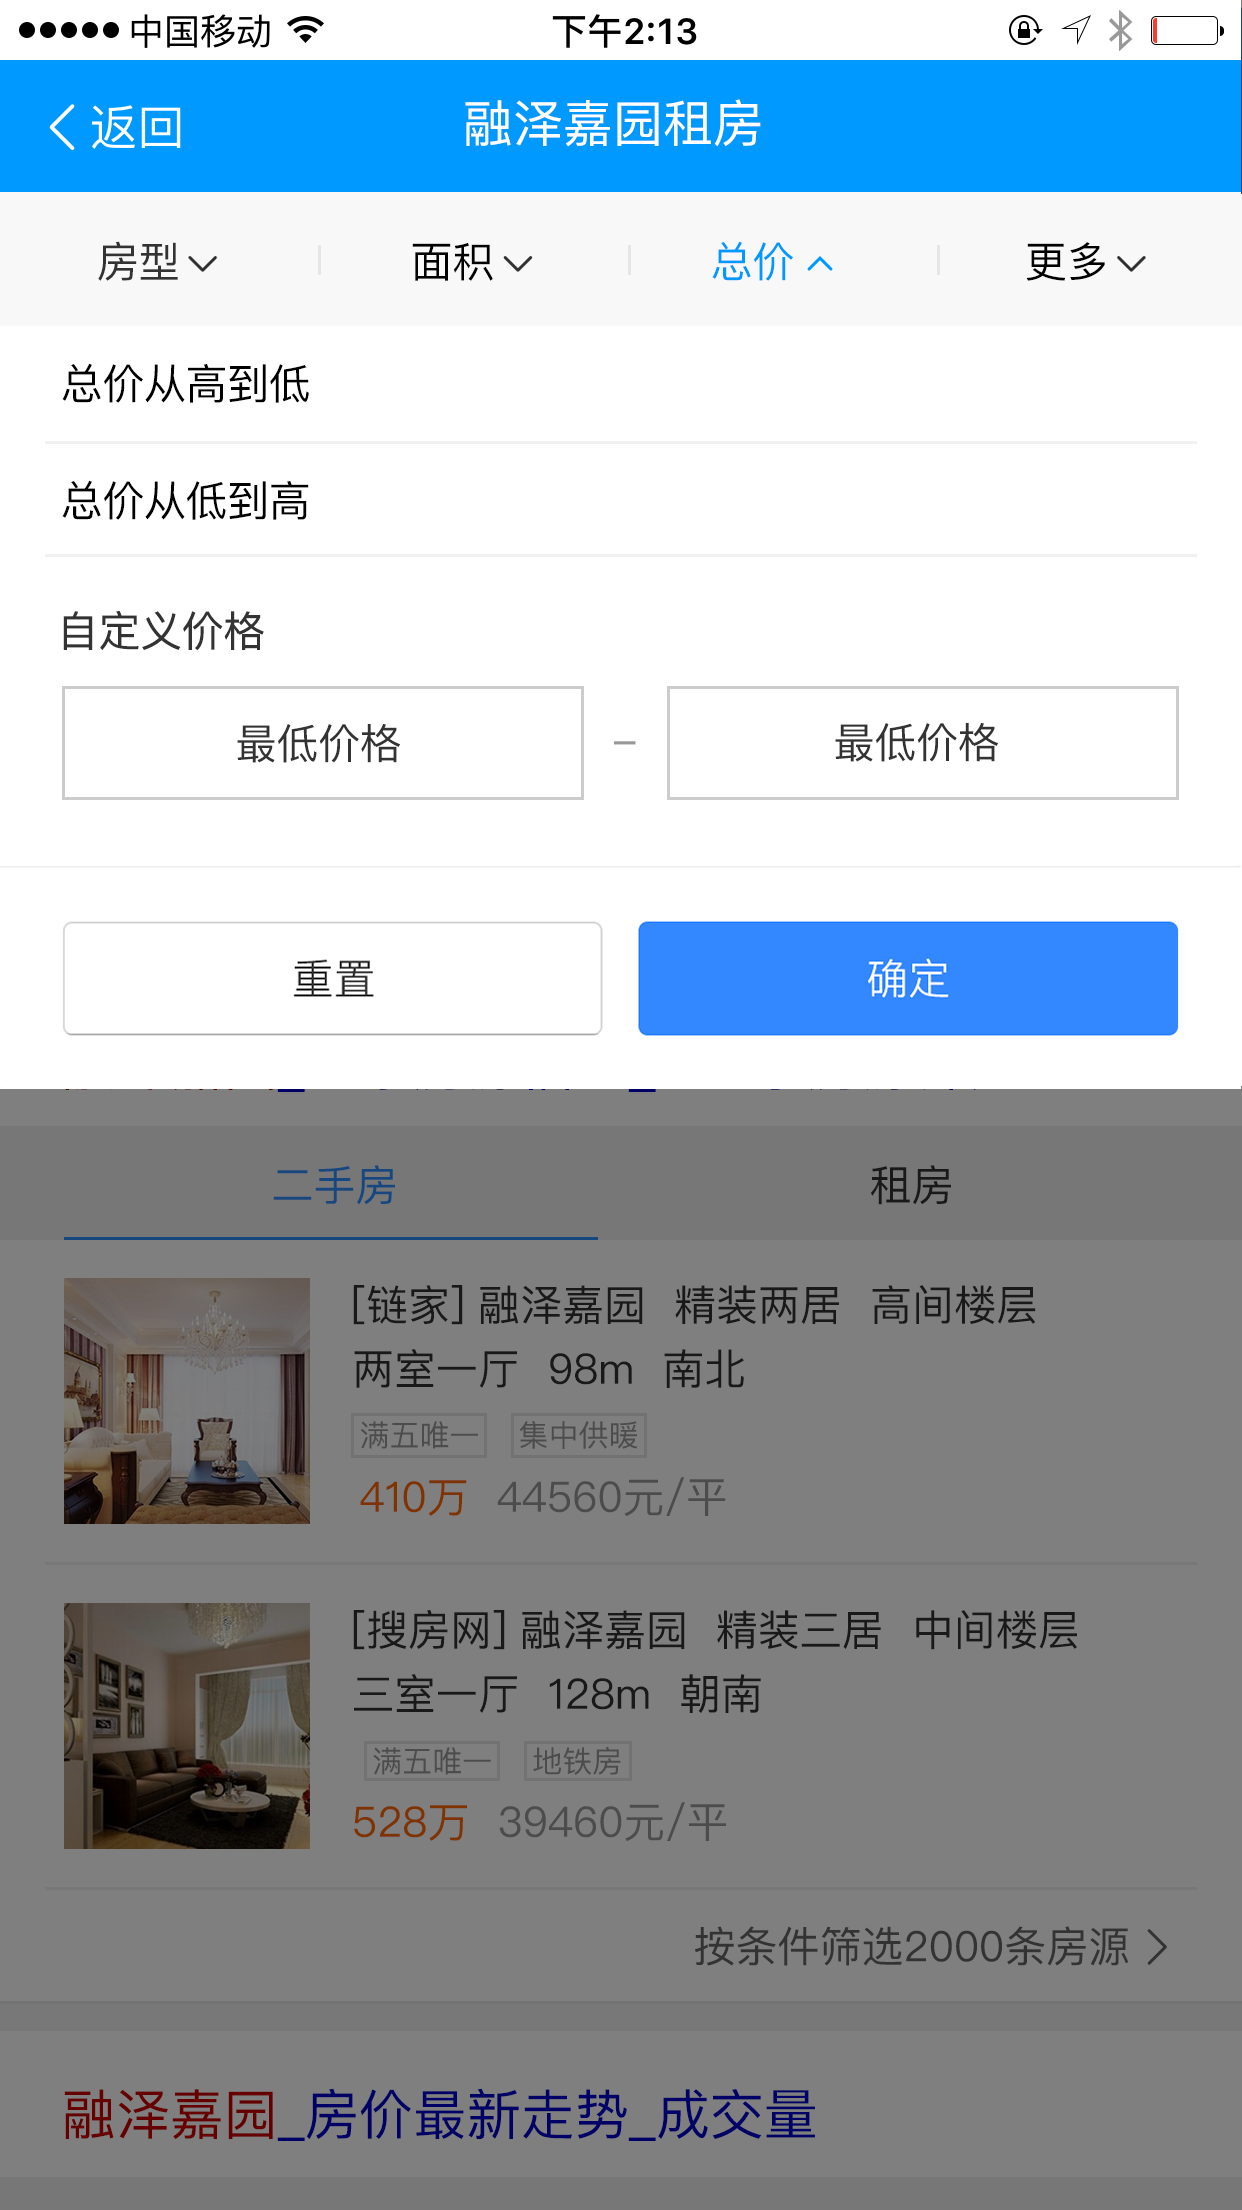 中国移动 下午2:13
返回 融泽嘉园租房
房型 面积 总价 更多
总价从高到低
总价从低到高
自定义价格
最低价格 – 最低价格
重置 确定
二手房 租房
[链家] 融泽嘉园 精装两居 高间楼层
两室一厅 98m 南北
满五唯一 集中供暖
410万 44560元/平
[搜房网] 融泽嘉园 精装三居 中间楼层
三室一厅 128m 朝南
满五唯一 地铁房
528万 39460元/平
按条件筛选2000条房源
融泽嘉园_房价最新走势_成交量